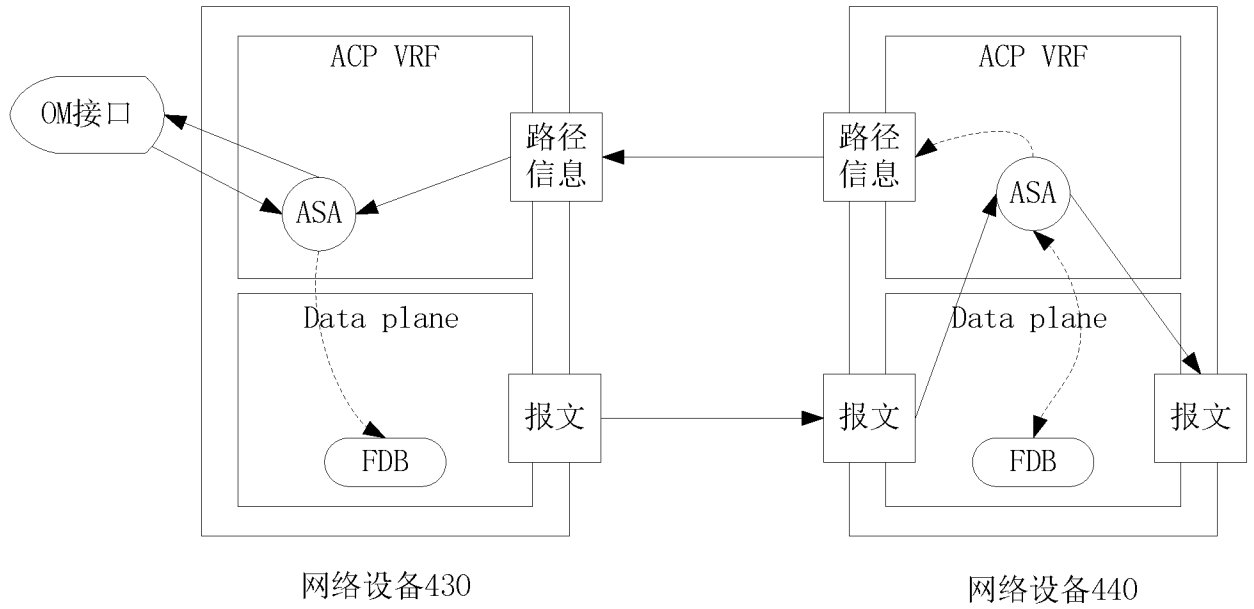 ACP VRF
OM接口
路径
信息
ASA
Data plane
报文
FDB
网络设备430
ACP VRF
路径
信息
ASA
Data plane
报文
报文
FDB
网络设备440